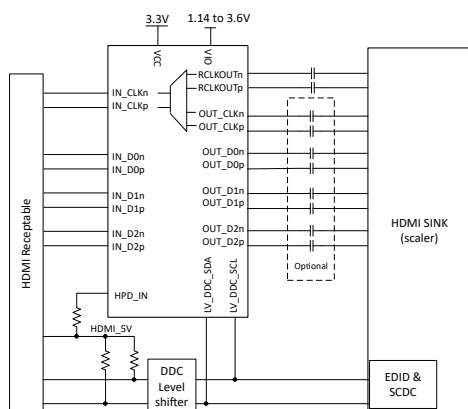 3.3V
1.14 to 3.6V
VCC
VIO
RCLKOUTn
RCLKOUTp
IN_CLKn
IN_CLKp
OUT_CLKn
OUT_CLKp
IN_D0n
IN_D0p
OUT_D0n
OUT_D0p
IN_D1n
IN_D1p
OUT_D1n
OUT_D1p
IN_D2n
IN_D2p
OUT_D2n
OUT_D2p
Optional
HDMI Receptable
HDMI SINK
(scaler)
HPD_IN
LV_DDC_SDA
LV_DDC_SCL
HDMI_5V
DDC
Level
shifter
EDID &
SCDC